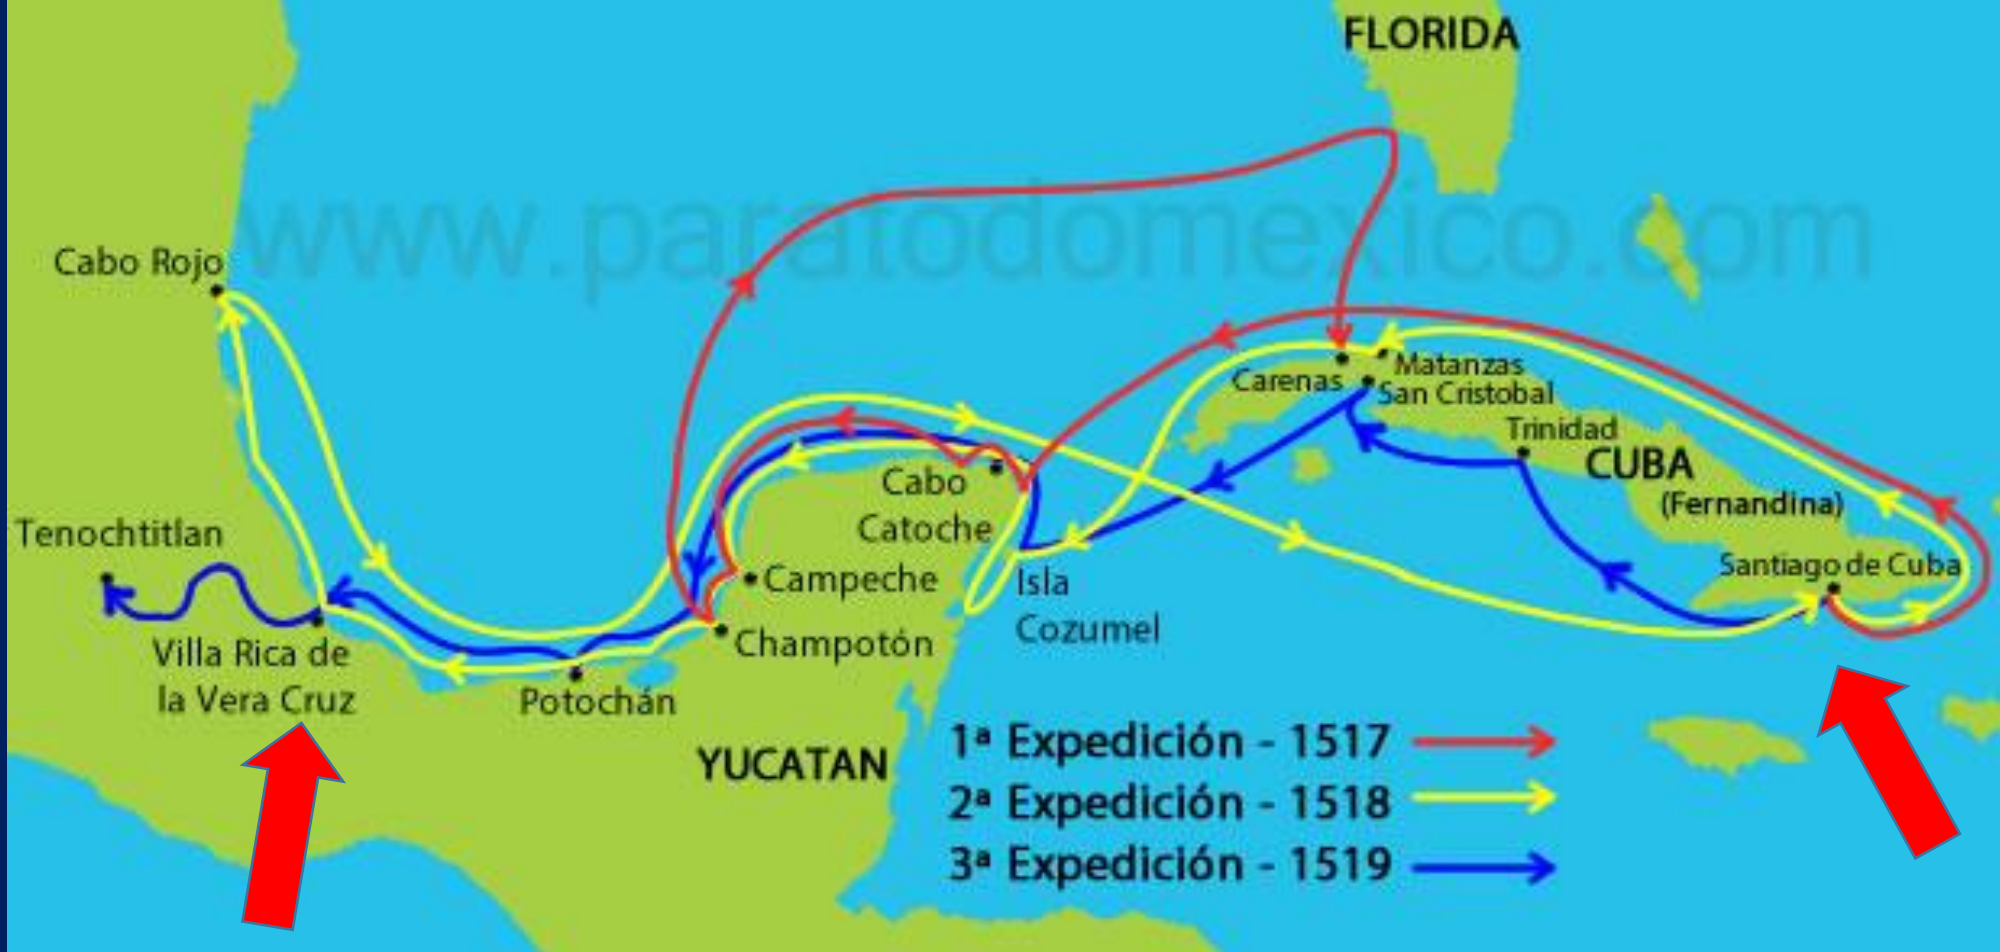 FLORIDA
www.paratodomexico.com
Cabo Rojo
Matanzas
Carenas
San Cristobal
Trinidad
CUBA
(Fernandina)
Cabo
Catoche
Tenochtitlan
Santiago de Cuba
Campeche
Isla
Cozumel
Champotón
Villa Rica de
la Vera Cruz
Potochán
YUCATAN
1ª Expedición - 1517
2ª Expedición - 1518
3ª Expedición - 1519